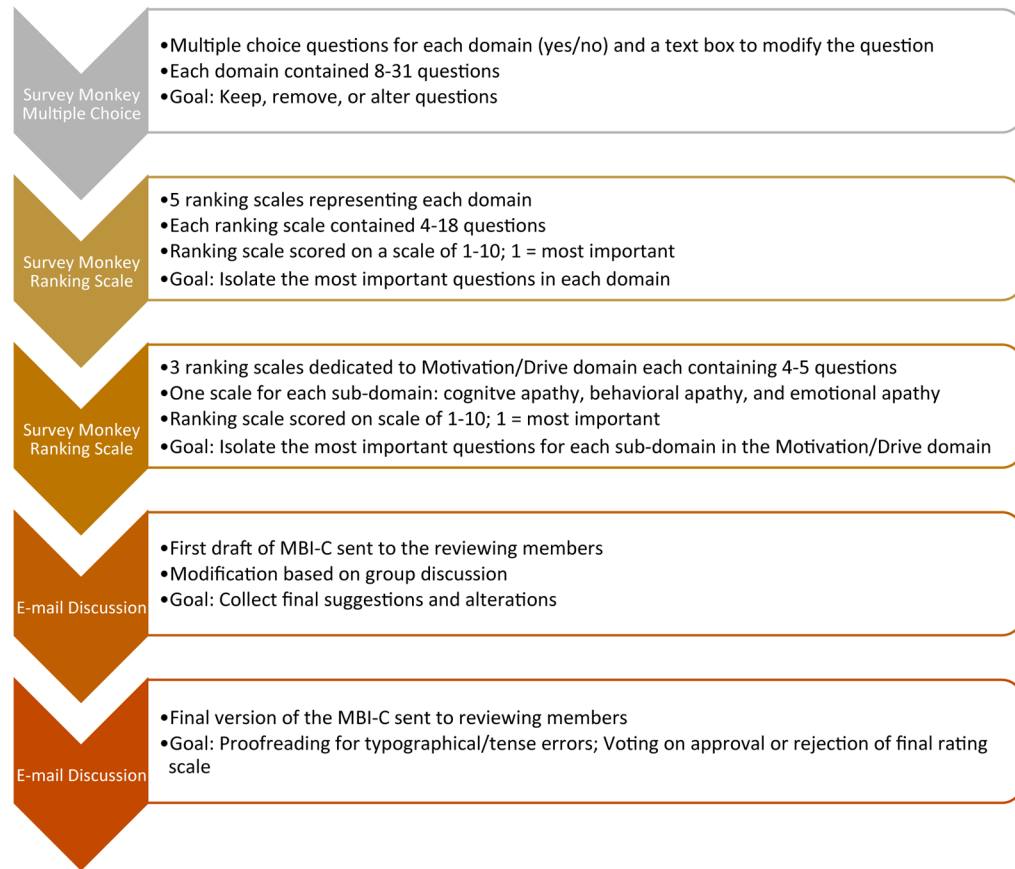 Survey Monkey
Multiple Choice
•Multiple choice questions for each domain (yes/no) and a text box to modify the question
•Each domain contained 8-31 questions
•Goal: Keep, remove, or alter questions
Survey Monkey
Ranking Scale
•5 ranking scales representing each domain
•Each ranking scale contained 4-18 questions
•Ranking scale scored on a scale of 1-10; 1 = most important
•Goal: Isolate the most important questions in each domain
Survey Monkey
Ranking Scale
•3 ranking scales dedicated to Motivation/Drive domain each containing 4-5 questions
•One scale for each sub-domain: cognitve apathy, behavioral apathy, and emotional apathy
•Ranking scale scored on scale of 1-10; 1 = most important
•Goal: Isolate the most important questions for each sub-domain in the Motivation/Drive domain
E-mail Discussion
•First draft of MBI-C sent to the reviewing members
•Modification based on group discussion
•Goal: Collect final suggestions and alterations
E-mail Discussion
•Final version of the MBI-C sent to reviewing members
•Goal: Proofreading for typographical/tense errors; Voting on approval or rejection of final rating
scale